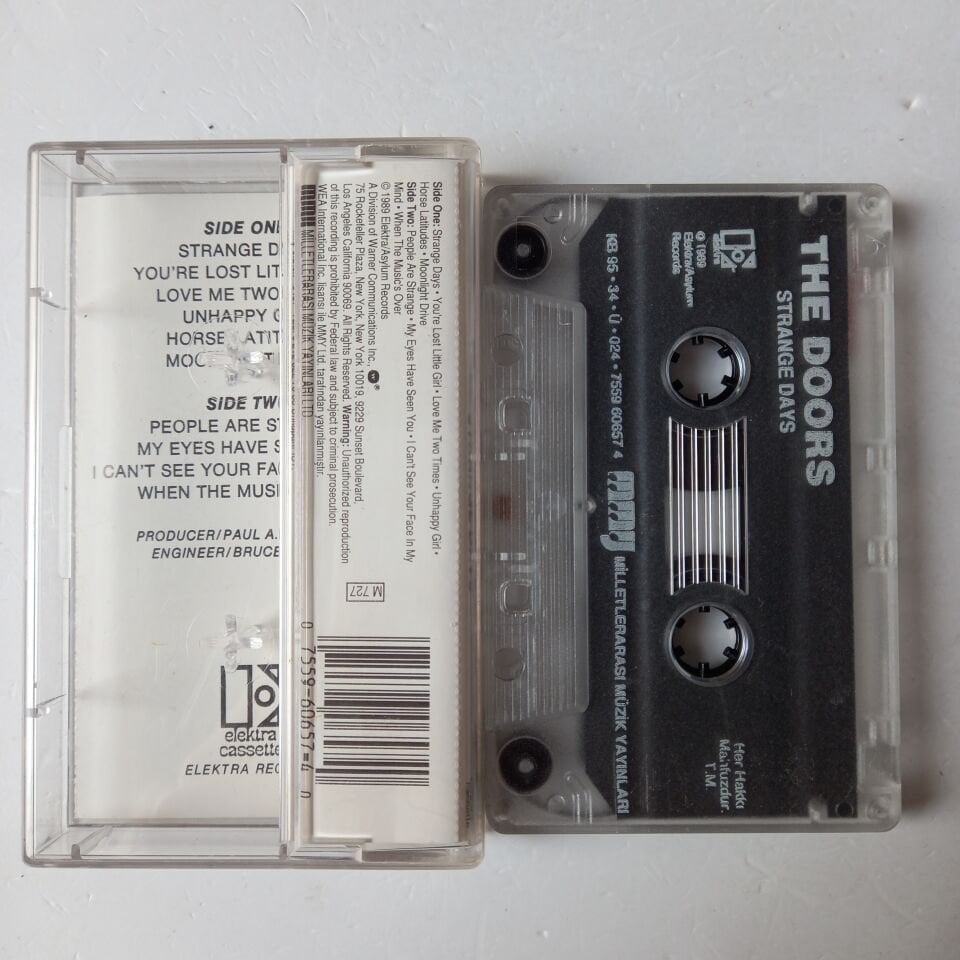 SIDE ONE
STRANGE D
YOU'RE LOST LIT
LOVE ME TWO
UNHAPPY G
HORSE LATIT
MOO
SIDE TWO
PEOPLE ARE ST
MY EYES HAVE S
I CAN'T SEE YOUR FA
WHEN THE MUSI
PRODUCER/PAUL A.
ENGINEER/BRUCE
elektra
cassette
ELEKTRA REC
Side One: Strange Days • You're Lost Little Girl • Love Me Two Times • Unhappy Girl •
Horse Latitudes • Moonlight Drive
Side Two: People Are Strange • My Eyes Have Seen You • I Can't See Your Face In My
Mind • When The Music's Over
© 1989 Elektra/Asylum Records
A Division of Warner Communications Inc.,
75 Rockefeller Plaza, New York, New York 10019, 9229 Sunset Boulevard,
Los Angeles California 90069. All Rights Reserved. Warning: Unauthorized reproduction
of this recording is prohibited by Federal law and subject to criminal prosecution.
WEA International Inc. lisansı ile MMY Ltd. tarafından yayınlanmıştır.
MİLLETLERARASI MÜZİK YAYINLARI LTD
M 727
0 7559-60657-4 0
THE DOORS
STRANGE DAYS
elektra
℗ 1989
Elektra/Asylum
Records
KB 95 • 34 • Ü • 024 • 7559 60657 4
mmy MİLLETLERARASI MÜZİK YAYINLARI
Her Hakkı
Mahfuzdur.
T.M.